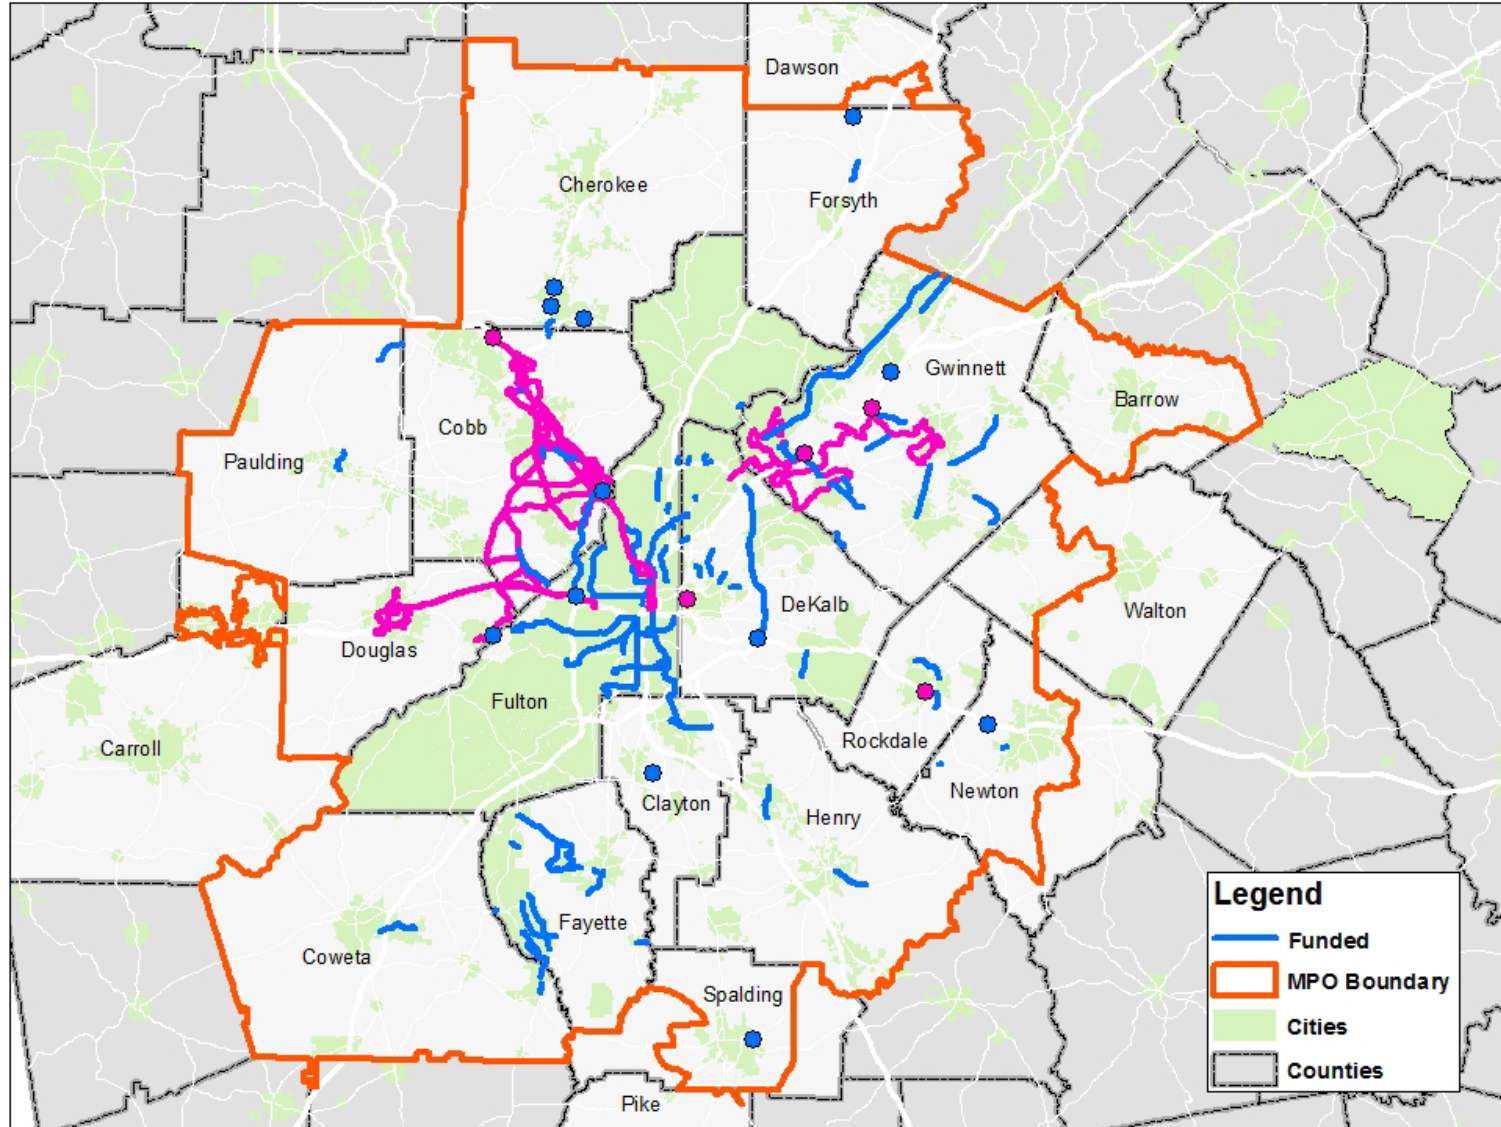 Dawson
Cherokee
Forsyth
Gwinnett
Barrow
Cobb
Paulding
DeKalb
Walton
Douglas
Fulton
Rockdale
Carroll
Newton
Clayton
Henry
Fayette
Coweta
Spalding
Pike
Legend
Funded
MPO Boundary
Cities
Counties